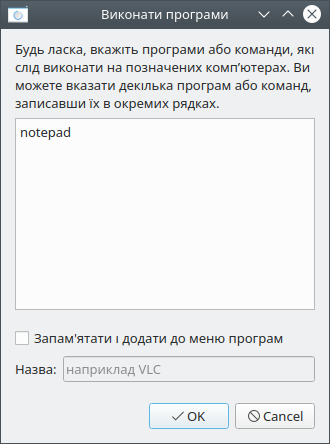 Виконати програми
Будь ласка, вкажіть програми або команди, які
слід виконати на позначених комп’ютерах. Ви
можете вказати декілька програм або команд,
записавши їх в окремих рядках.
notepad
Запам'ятати і додати до меню програм
Назва: наприклад VLC
OK Cancel